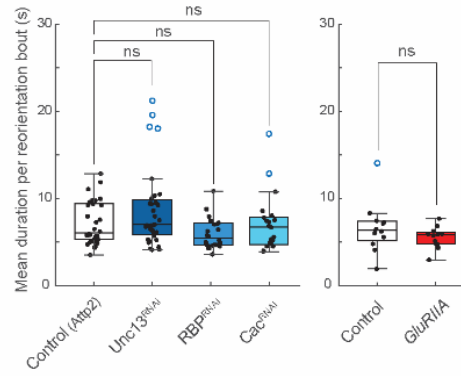 Mean duration per reorientation bout (s)
30
20
10
0
ns
ns
ns
Control (Attp2)
Unc13RNAi
RBPRNAi
CacRNAi
30
20
10
0
ns
Control
GluRIIA